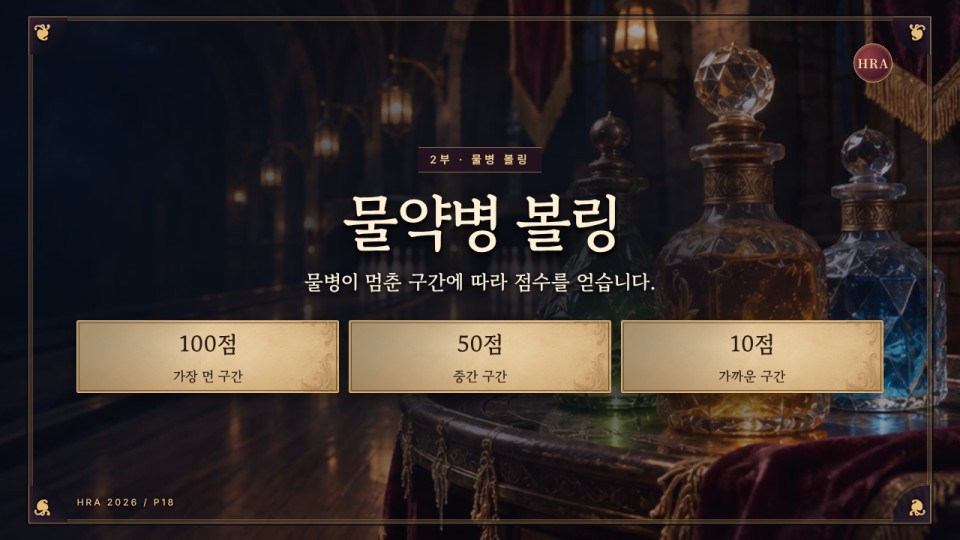 HRA
2부 · 물병 볼링
물약병 볼링
물병이 멈춘 구간에 따라 점수를 얻습니다.
100점
가장 먼 구간
50점
중간 구간
10점
가까운 구간
HRA 2026 / P18